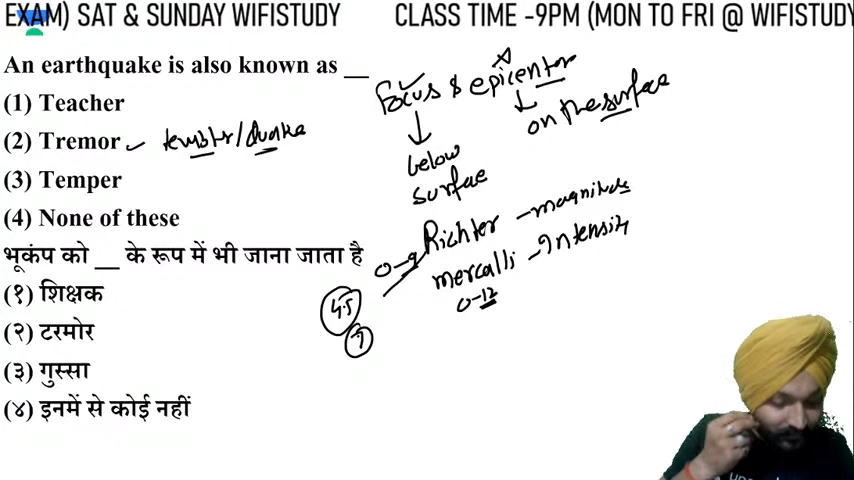 EXAM) SAT & SUNDAY WIFISTUDY CLASS TIME -9PM (MON TO FRI @ WIFISTUDY
An earthquake is also known as __
(1) Teacher
(2) Tremor
(3) Temper
(4) None of these
भूकंप को __ के रूप में भी जाना जाता है
(१) शिक्षक
(२) टरमोर
(३) गुस्सा
(४) इनमें से कोई नहीं
Focus & epicenter
on the surface
below
surface
Richter - magnitude
0-9
mercalli - Intensity
0-12
4.5